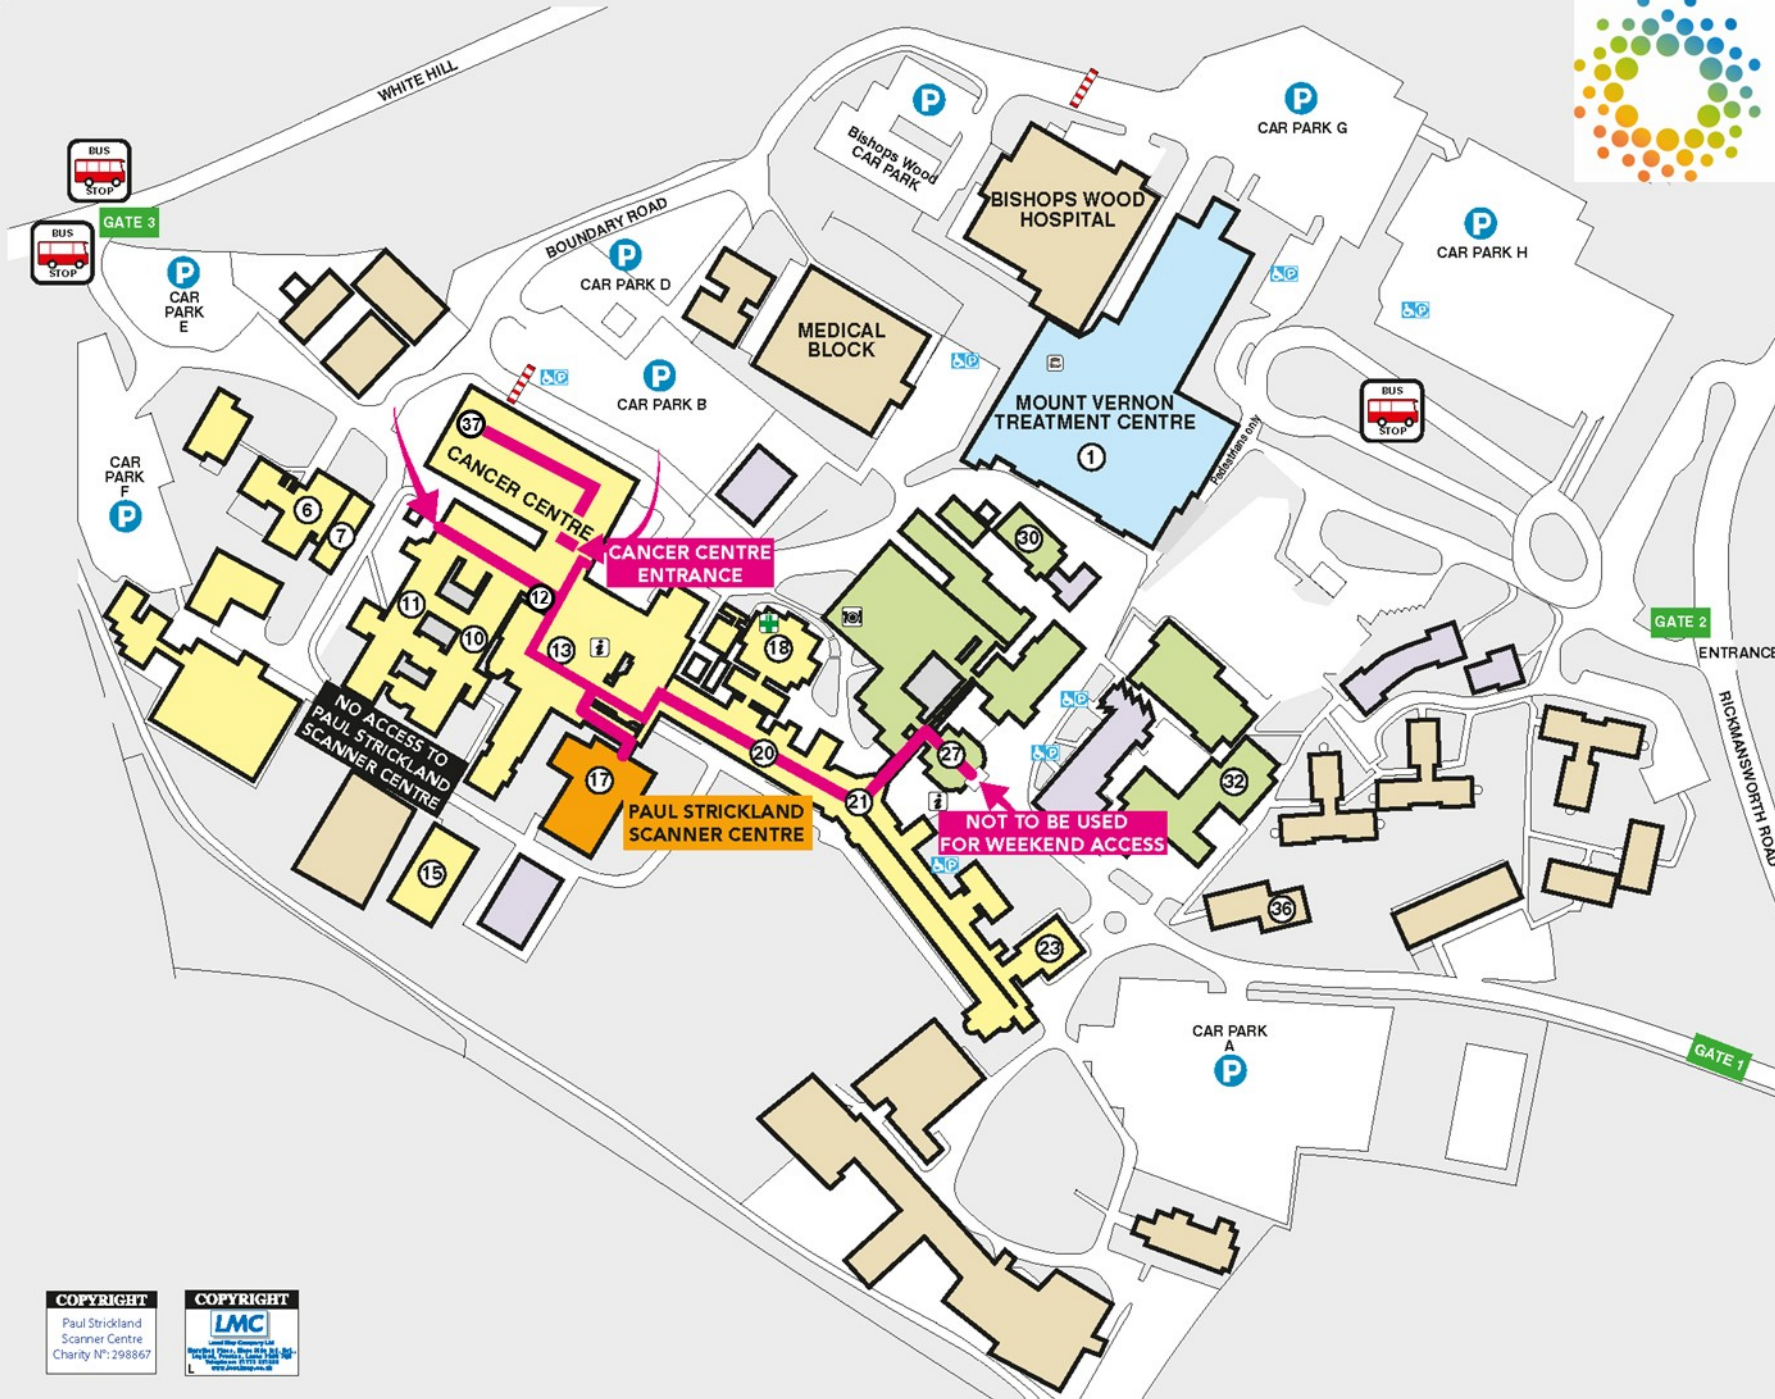 WHITE HILL
BUS
STOP
GATE 3
BUS
STOP
P
CAR
PARK
E
BOUNDARY ROAD
P
CAR PARK D
P
Bishops Wood
CAR PARK
P
CAR PARK G
P
CAR PARK H
BISHOPS WOOD
HOSPITAL
MEDICAL
BLOCK
P
CAR PARK B
MOUNT VERNON
TREATMENT CENTRE
1
Pedestrians only
BUS
STOP
CAR
PARK
F
P
37
CANCER CENTRE
CANCER CENTRE
ENTRANCE
6
7
11
12
10
13
18
30
GATE 2
ENTRANCE
RICKMANSWORTH ROAD
NO ACCESS TO
PAUL STRICKLAND
SCANNER CENTRE
17
PAUL STRICKLAND
SCANNER CENTRE
20
21
27
32
NOT TO BE USED
FOR WEEKEND ACCESS
15
23
36
CAR PARK
A
P
GATE 1
COPYRIGHT
Paul Strickland
Scanner Centre
Charity Nº: 298867
COPYRIGHT
LMC
L